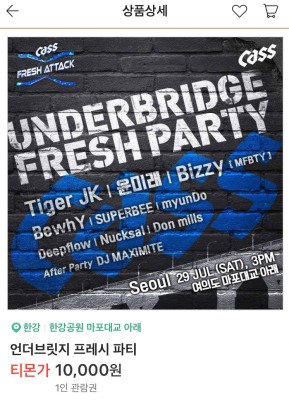 상품상세
cass
FRESH ATTACK
cass
UNDERBRIDGE
FRESH PARTY
Tiger JK | 윤미래 | Bizzy [MFBTY]
BewhY | SUPERBEE | myunDo
Deepflow | Nucksal | Don mills
After Party DJ MAXIMITE
Seoul 29 JUL (SAT), 3PM
여의도 마포대교 아래
한강 | 한강공원 마포대교 아래
언더브릿지 프레시 파티
티몬가 10,000원
1인 관람권